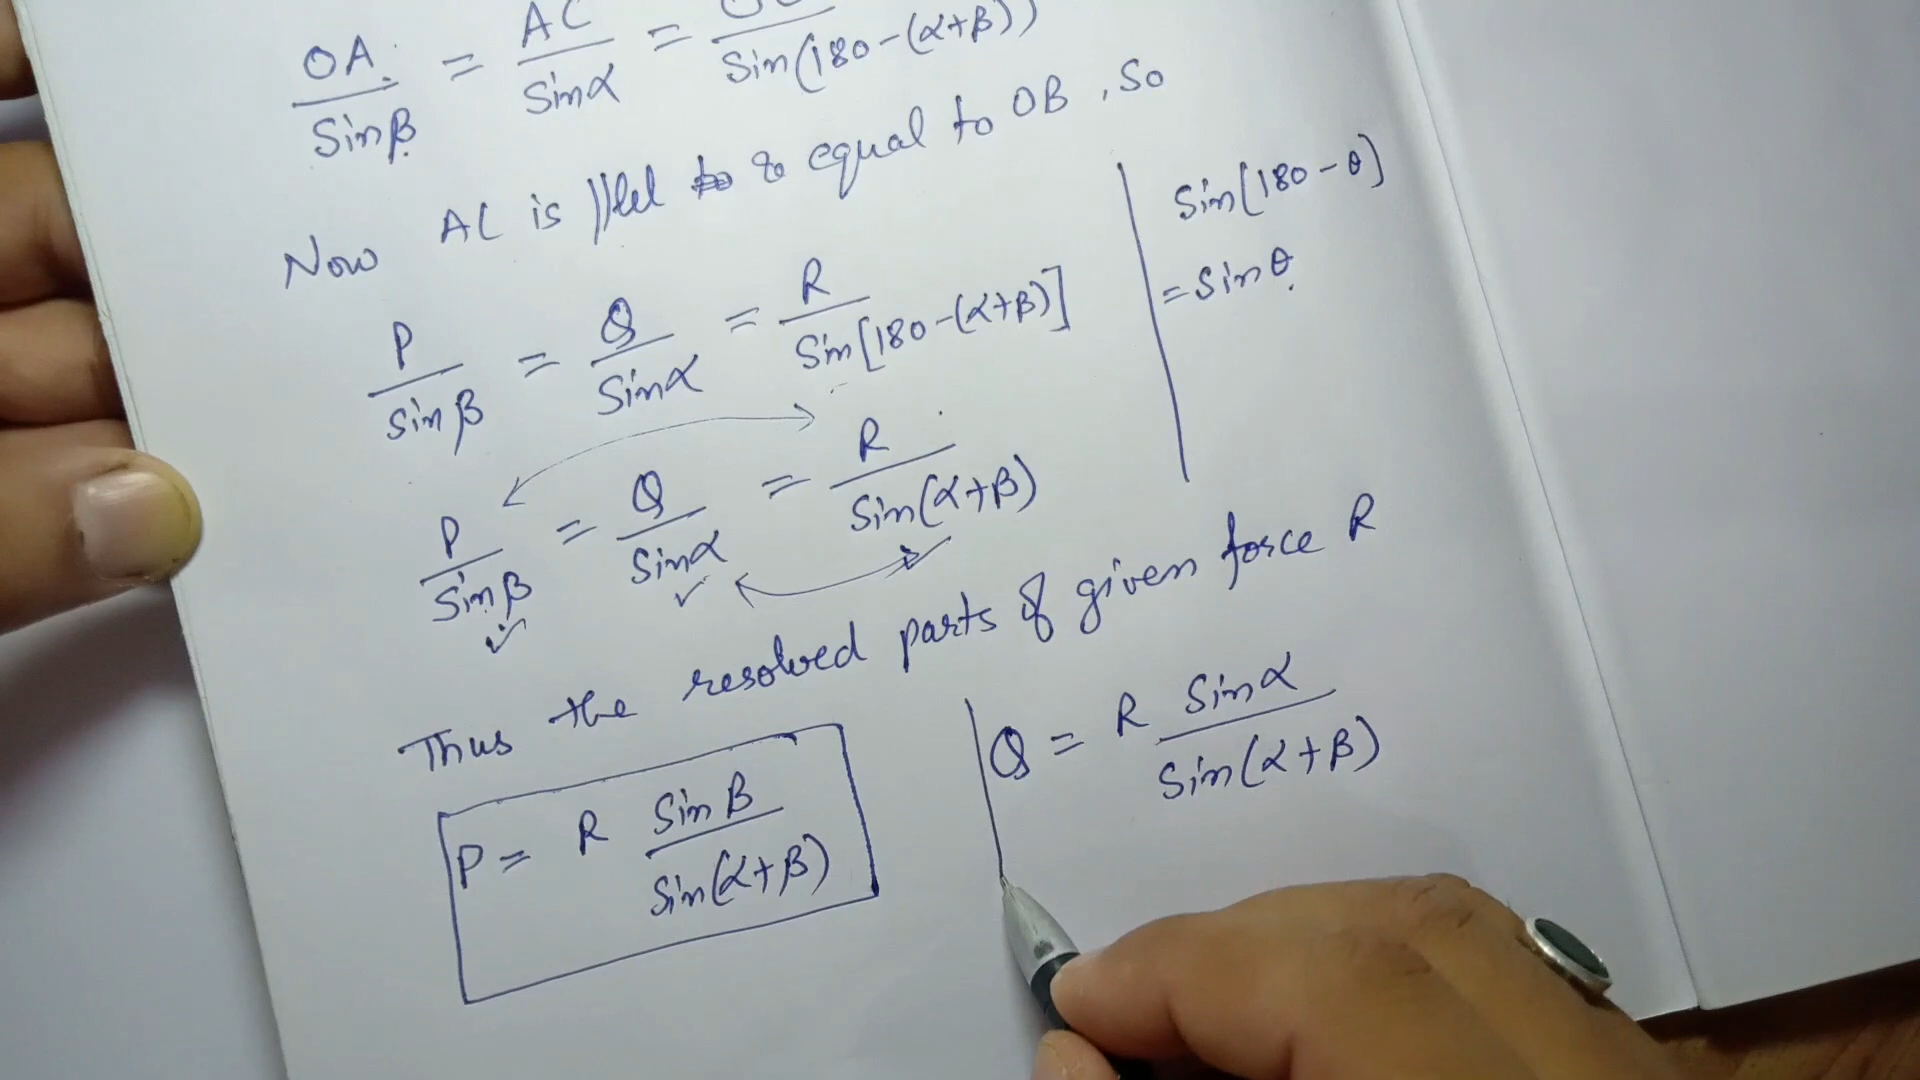 OA / Sinβ = AC / Sinα = / Sin(180-(α+β))
Now AC is ||lel to & equal to OB, So
P / Sinβ = Q / Sinα = R / Sin[180-(α+β)]
Sin[180-θ]
= Sinθ.
P / Sinβ = Q / Sinα = R / Sin(α+β)
Thus the resolved parts of given force R
P = R Sinβ / Sin(α+β)
Q = R Sinα / Sin(α+β)